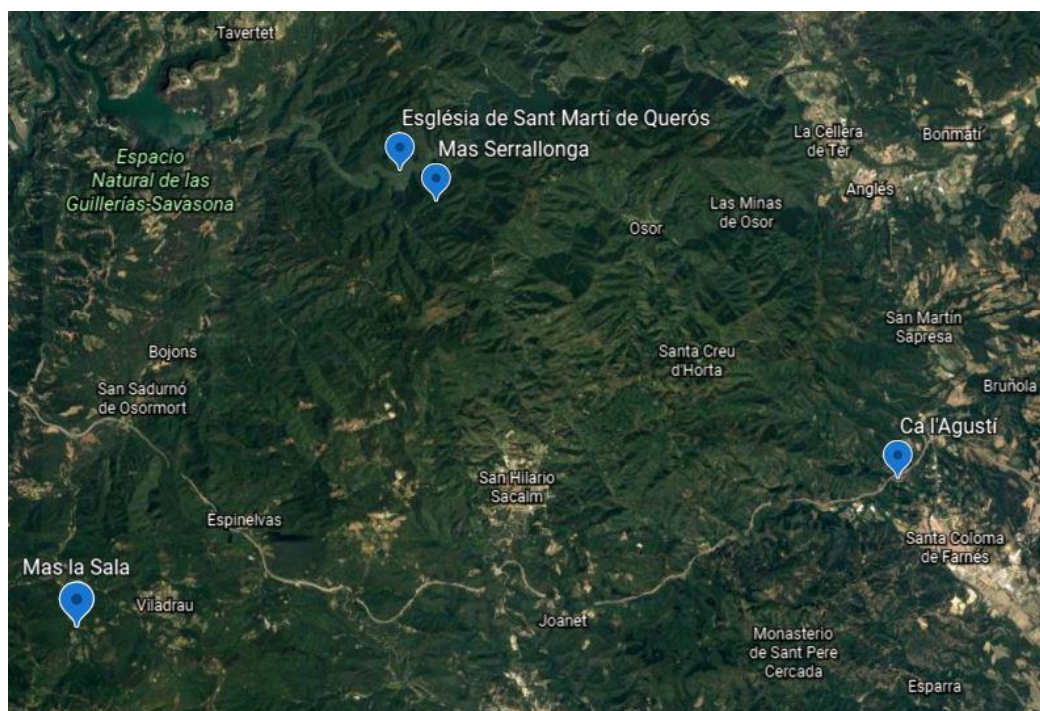 Tavertet
Església de Sant Martí de Querós
Mas Serrallonga
La Cellera
de Ter
Bonmatí
Espacio
Natural de las
Guillerías-Savasona
Anglés
Las Minas
de Osor
Osor
San Martín
Sapresa
Bojons
Santa Creu
d'Horta
San Sadurnó
de Osormort
Bruñola
Ca l'Agustí
San Hilario
Sacalm
Espinelvas
Santa Coloma
de Farnés
Mas la Sala
Viladrau
Joanet
Monasterio
de Sant Pere
Cercada
Esparra